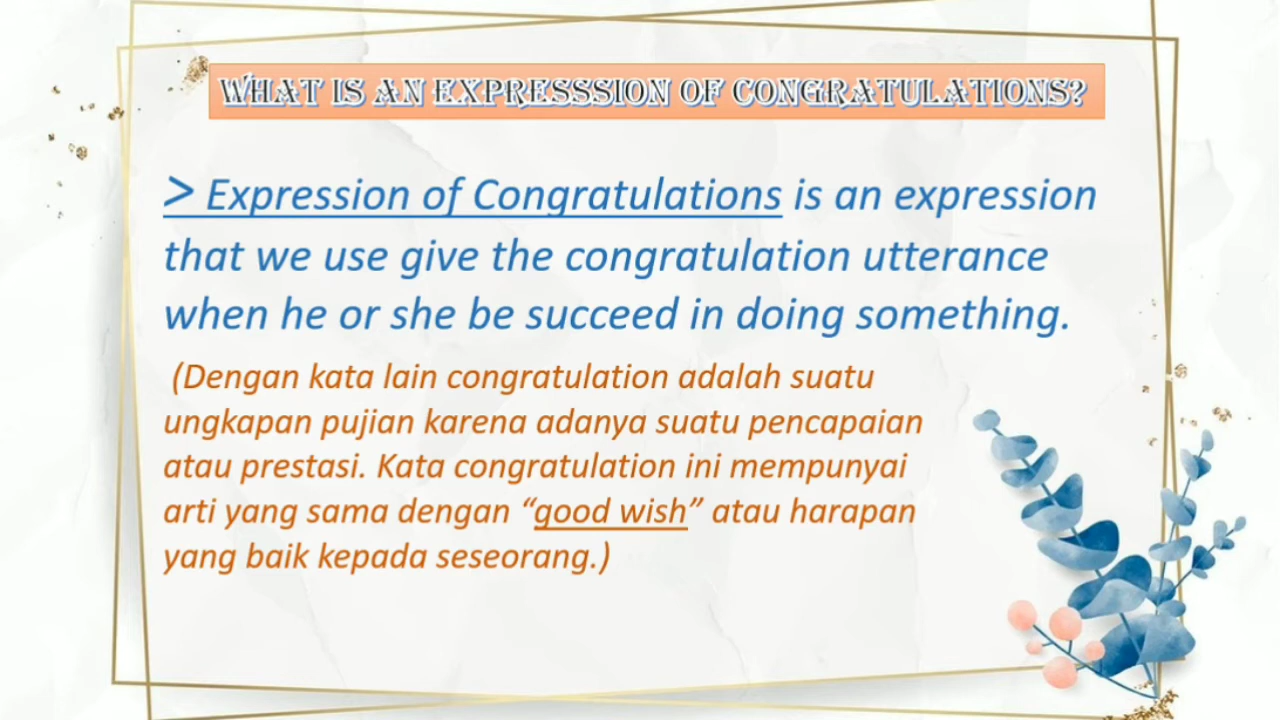 WHAT IS AN EXPRESSSION OF CONGRATULATIONS?
> Expression of Congratulations is an expression
that we use give the congratulation utterance
when he or she be succeed in doing something.
(Dengan kata lain congratulation adalah suatu
ungkapan pujian karena adanya suatu pencapaian
atau prestasi. Kata congratulation ini mempunyai
arti yang sama dengan “good wish” atau harapan
yang baik kepada seseorang.)